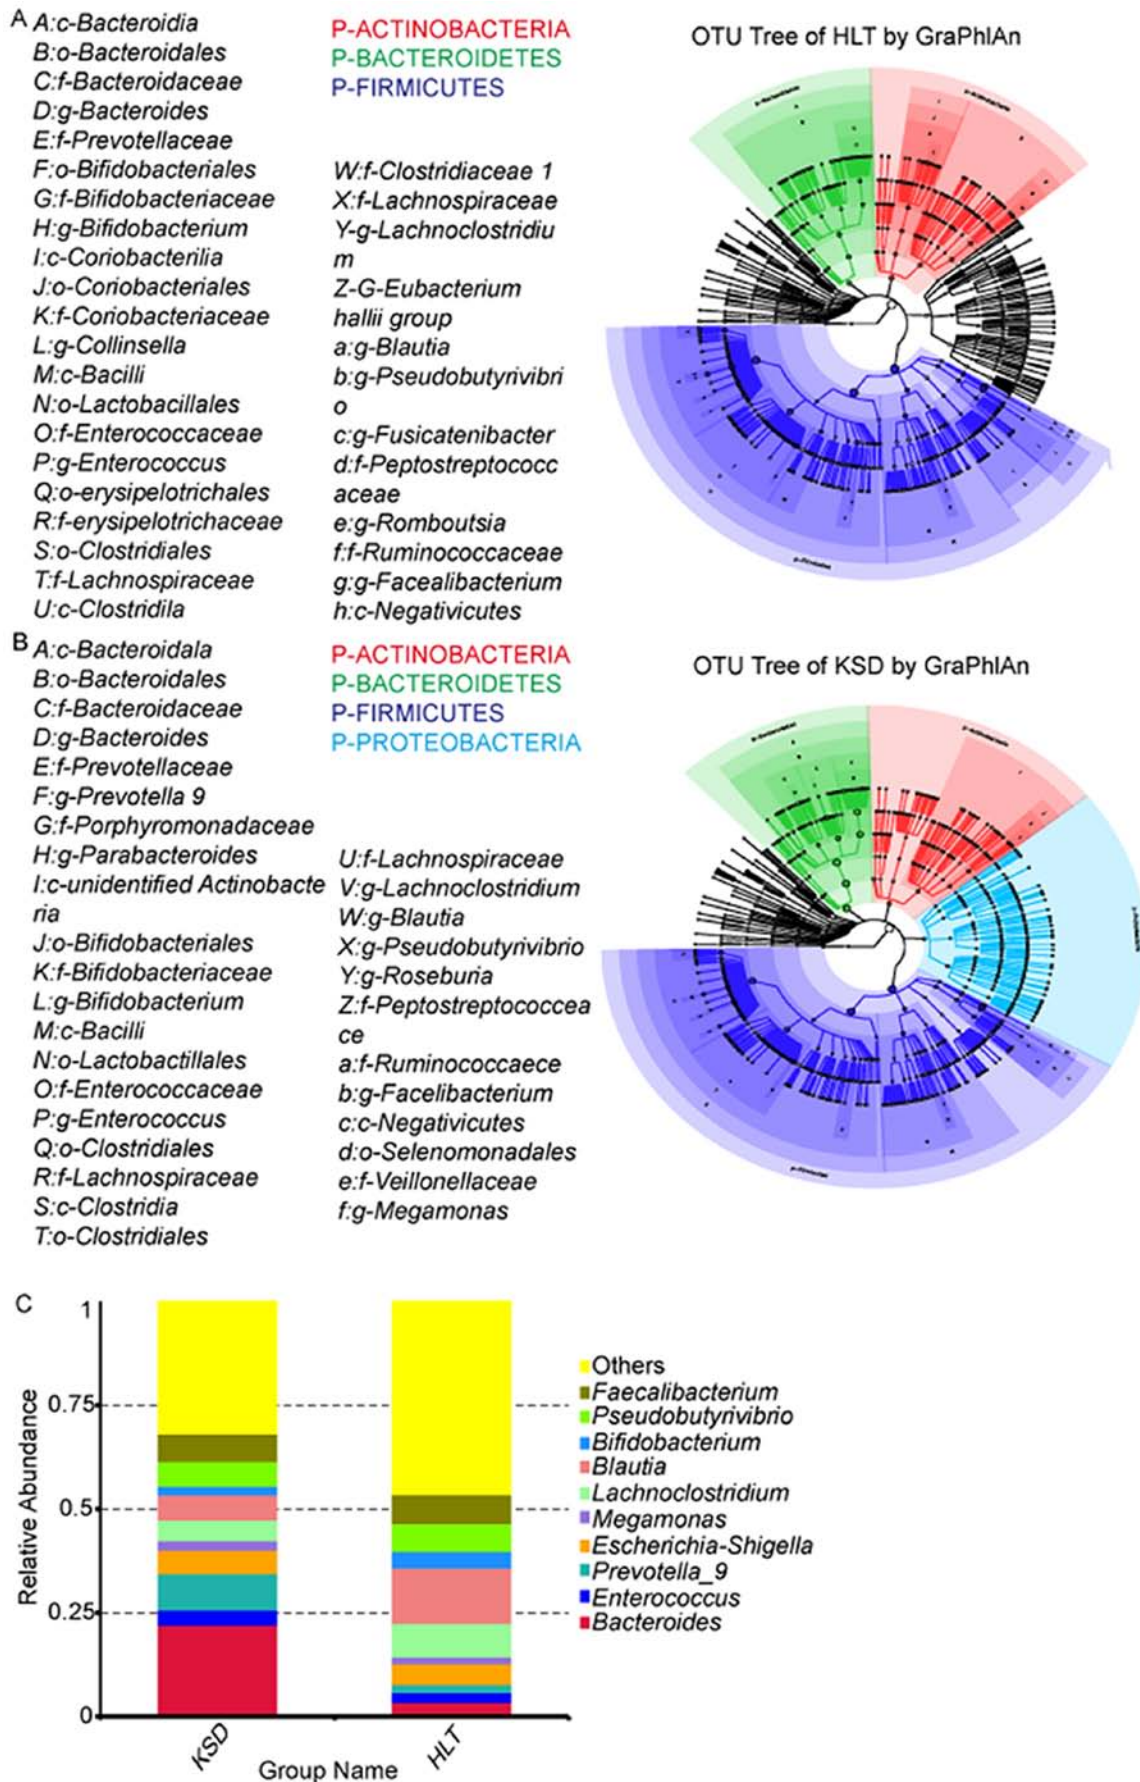 A
A:c-Bacteroidia
B:o-Bacteroidales
C:f-Bacteroidaceae
D:g-Bacteroides
E:f-Prevotellaceae
F:o-Bifidobacteriales
G:f-Bifidobacteriaceae
H:g-Bifidobacterium
I:c-Coriobacterilia
J:o-Coriobacteriales
K:f-Coriobacteriaceae
L:g-Collinsella
M:c-Bacilli
N:o-Lactobacillales
O:f-Enterococcaceae
P:g-Enterococcus
Q:o-erysipelotrichales
R:f-erysipelotrichaceae
S:o-Clostridiales
T:f-Lachnospiraceae
U:c-Clostridila
P-ACTINOBACTERIA
P-BACTEROIDETES
P-FIRMICUTES
W:f-Clostridiaceae 1
X:f-Lachnospiraceae
Y-g-Lachnoclostridiu
m
Z-G-Eubacterium
hallii group
a:g-Blautia
b:g-Pseudobutyrivibri
o
c:g-Fusicatenibacter
d:f-Peptostreptococc
aceae
e:g-Romboutsia
f:f-Ruminococcaceae
g:g-Facealibacterium
h:c-Negativicutes
OTU Tree of HLT by GraPhlAn
B
A:c-Bacteroidala
B:o-Bacteroidales
C:f-Bacteroidaceae
D:g-Bacteroides
E:f-Prevotellaceae
F:g-Prevotella 9
G:f-Porphyromonadaceae
H:g-Parabacteroides
I:c-unidentified Actinobacte
ria
J:o-Bifidobacteriales
K:f-Bifidobacteriaceae
L:g-Bifidobacterium
M:c-Bacilli
N:o-Lactobactillales
O:f-Enterococcaceae
P:g-Enterococcus
Q:o-Clostridiales
R:f-Lachnospiraceae
S:c-Clostridia
T:o-Clostridiales
P-ACTINOBACTERIA
P-BACTEROIDETES
P-FIRMICUTES
P-PROTEOBACTERIA
U:f-Lachnospiraceae
V:g-Lachnoclostridium
W:g-Blautia
X:g-Pseudobutyrivibrio
Y:g-Roseburia
Z:f-Peptostreptococcea
ce
a:f-Ruminococcaece
b:g-Facelibacterium
c:c-Negativicutes
d:o-Selenomonadales
e:f-Veillonellaceae
f:g-Megamonas
OTU Tree of KSD by GraPhlAn
C
Relative Abundance
1
0.75
0.5
0.25
0
KSD
HLT
Group Name
Others
Faecalibacterium
Pseudobutyrivibrio
Bifidobacterium
Blautia
Lachnoclostridium
Megamonas
Escherichia-Shigella
Prevotella_9
Enterococcus
Bacteroides